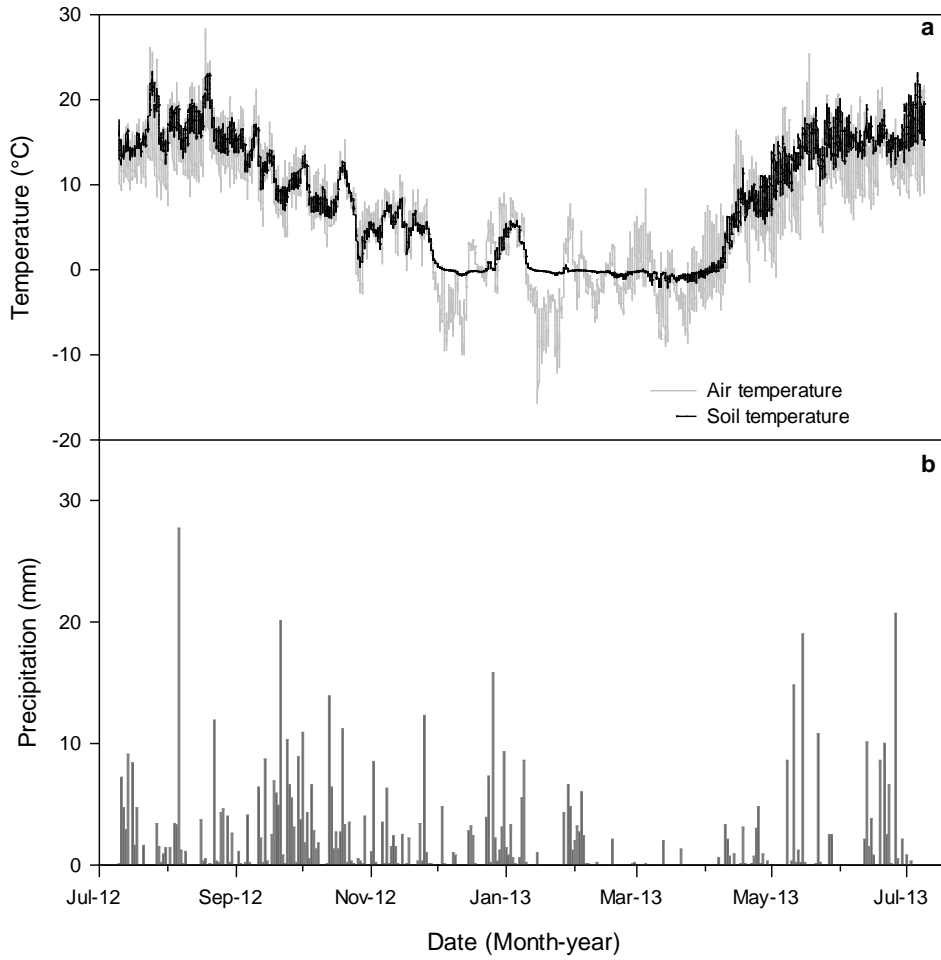 a
30
20
10
0
-10
-20
Temperature (°C)
Air temperature
Soil temperature
b
30
20
10
0
Precipitation (mm)
Jul-12 Sep-12 Nov-12 Jan-13 Mar-13 May-13 Jul-13
Date (Month-year)